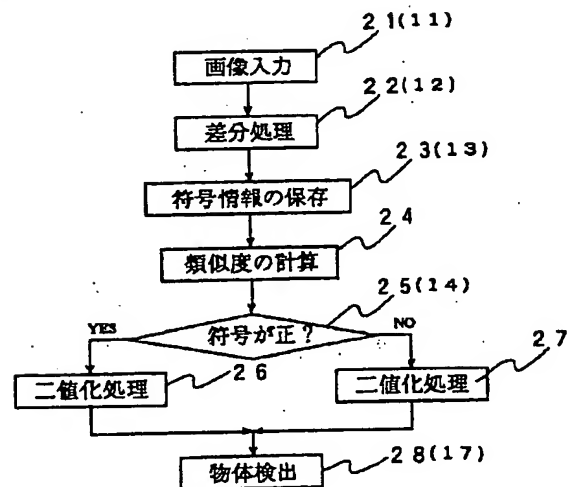 21(11)
画像入力
22(12)
差分処理
23(13)
符号情報の保存
24
類似度の計算
25(14)
符号が正?
YES
NO
二値化処理
26
二値化処理
27
物体検出
28(17)